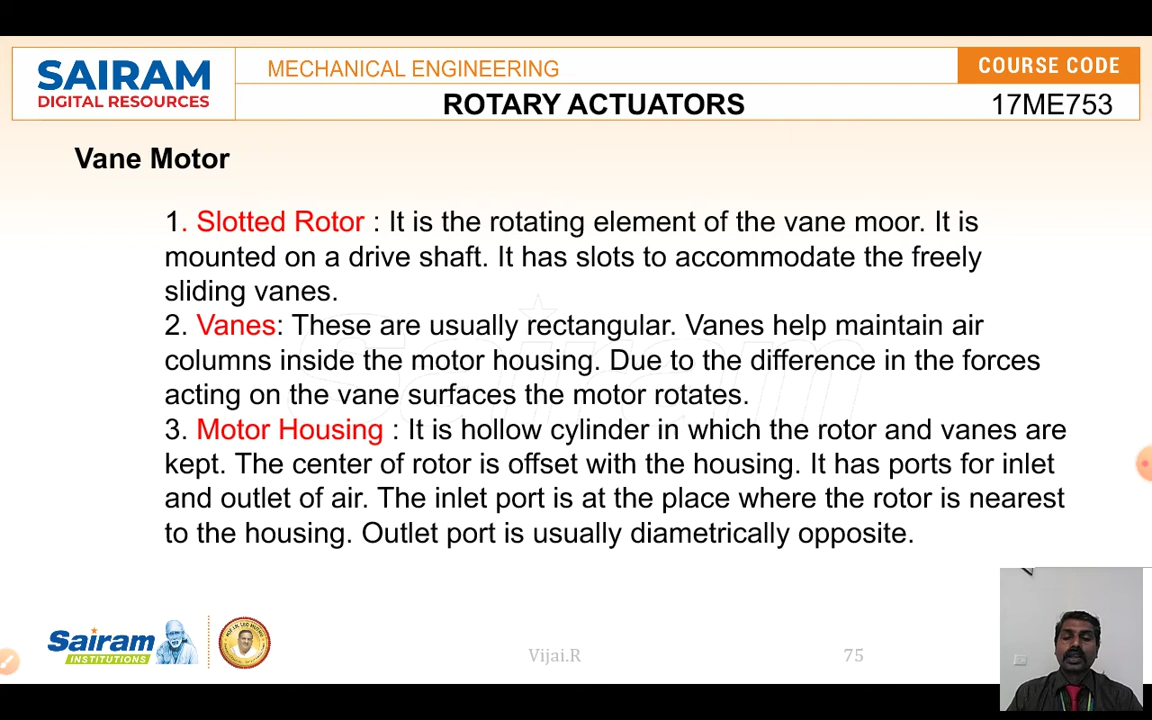 SAIRAM
DIGITAL RESOURCES
MECHANICAL ENGINEERING
COURSE CODE
ROTARY ACTUATORS
17ME753
Vane Motor
1. Slotted Rotor : It is the rotating element of the vane moor. It is
mounted on a drive shaft. It has slots to accommodate the freely
sliding vanes.
2. Vanes: These are usually rectangular. Vanes help maintain air
columns inside the motor housing. Due to the difference in the forces
acting on the vane surfaces the motor rotates.
3. Motor Housing : It is hollow cylinder in which the rotor and vanes are
kept. The center of rotor is offset with the housing. It has ports for inlet
and outlet of air. The inlet port is at the place where the rotor is nearest
to the housing. Outlet port is usually diametrically opposite.
Sairam
Sairam
INSTITUTIONS
Vijai.R
75